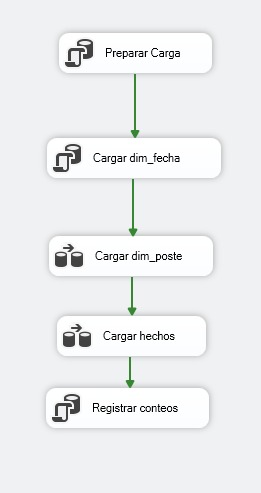 Preparar Carga
Cargar dim_fecha
Cargar dim_poste
Cargar hechos
Registrar conteos